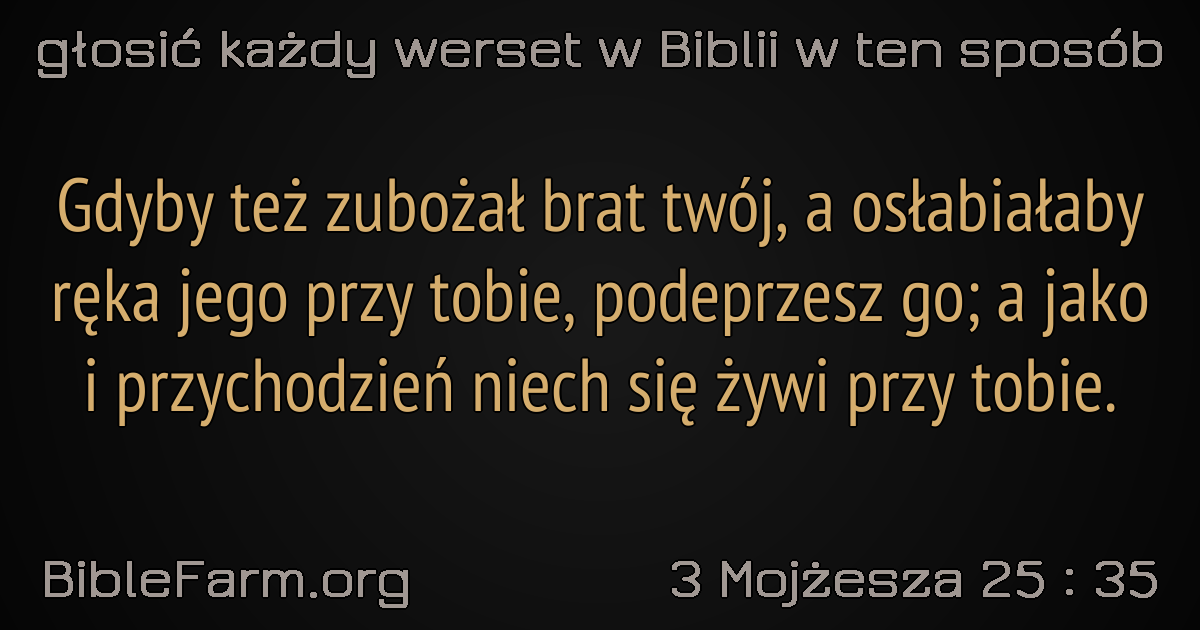 głosić każdy werset w Biblii w ten sposób
Gdyby też zubożał brat twój, a osłabiałaby
ręka jego przy tobie, podeprzesz go; a jako
i przychodzień niech się żywi przy tobie.
BibleFarm.org
3 Mojżesza 25 : 35